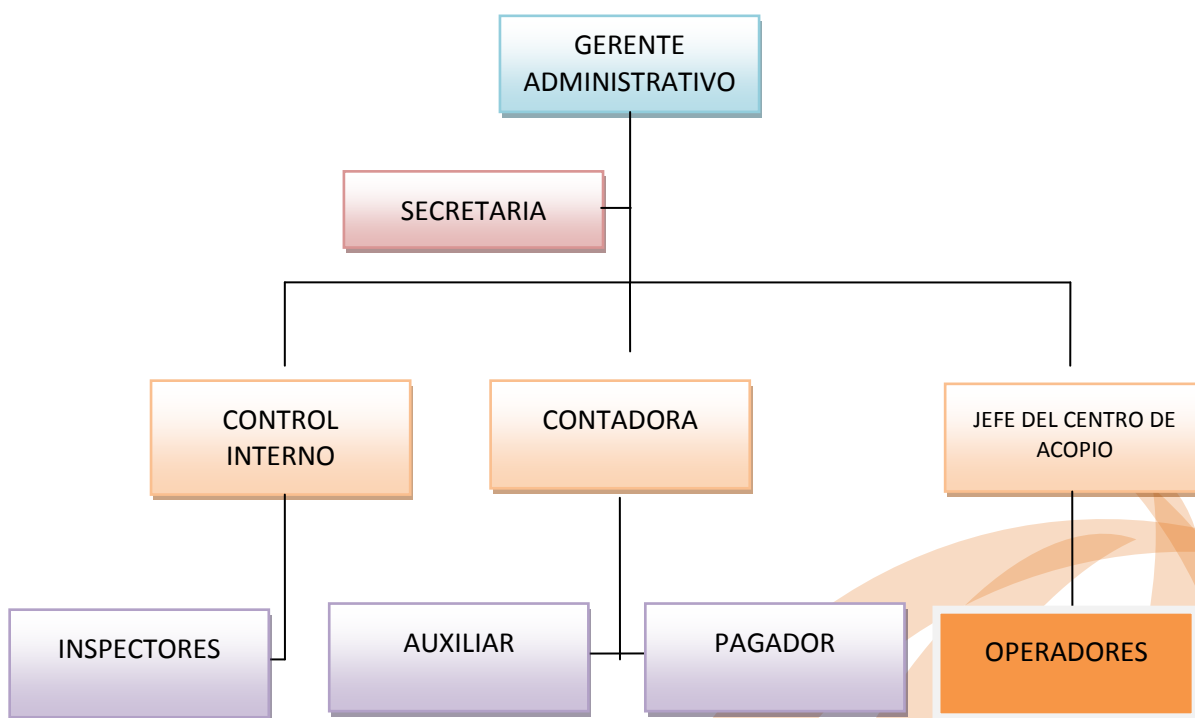 GERENTE
ADMINISTRATIVO
SECRETARIA
CONTROL
INTERNO
CONTADORA
JEFE DEL CENTRO DE
ACOPIO
INSPECTORES
AUXILIAR
PAGADOR
OPERADORES